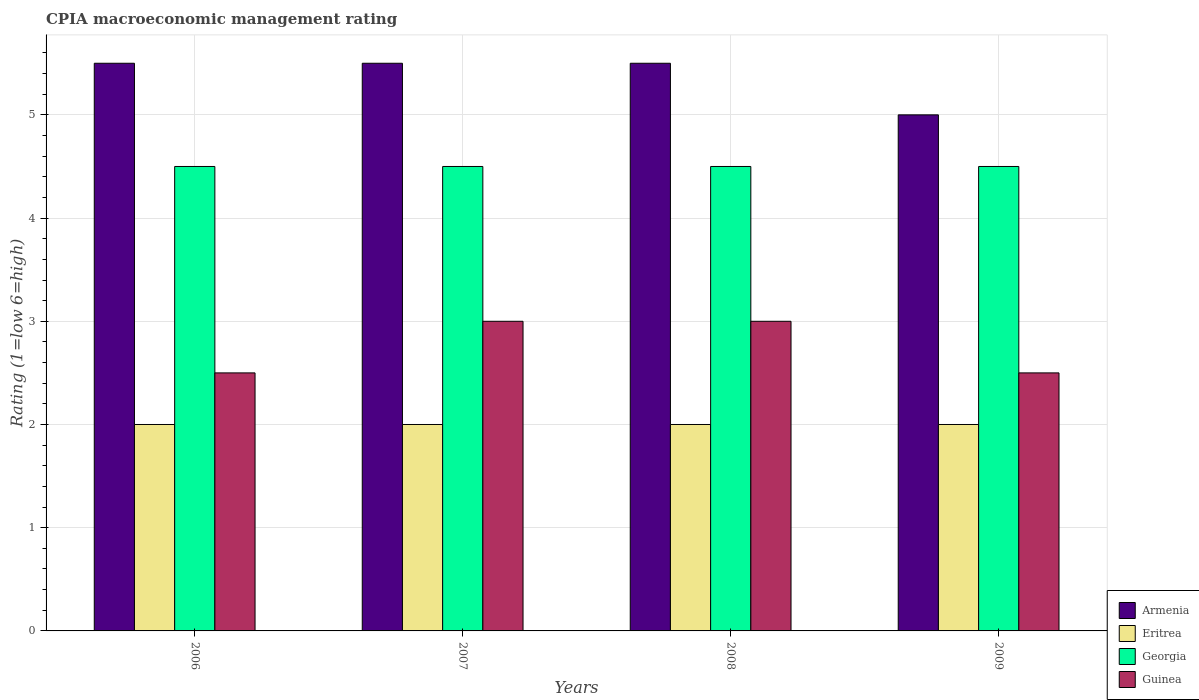 CPIA macroeconomic management rating
Rating (1=low 6=high)
5
4
3
2
1
0
2006
2007
2008
2009
Years
Armenia
Eritrea
Georgia
Guinea